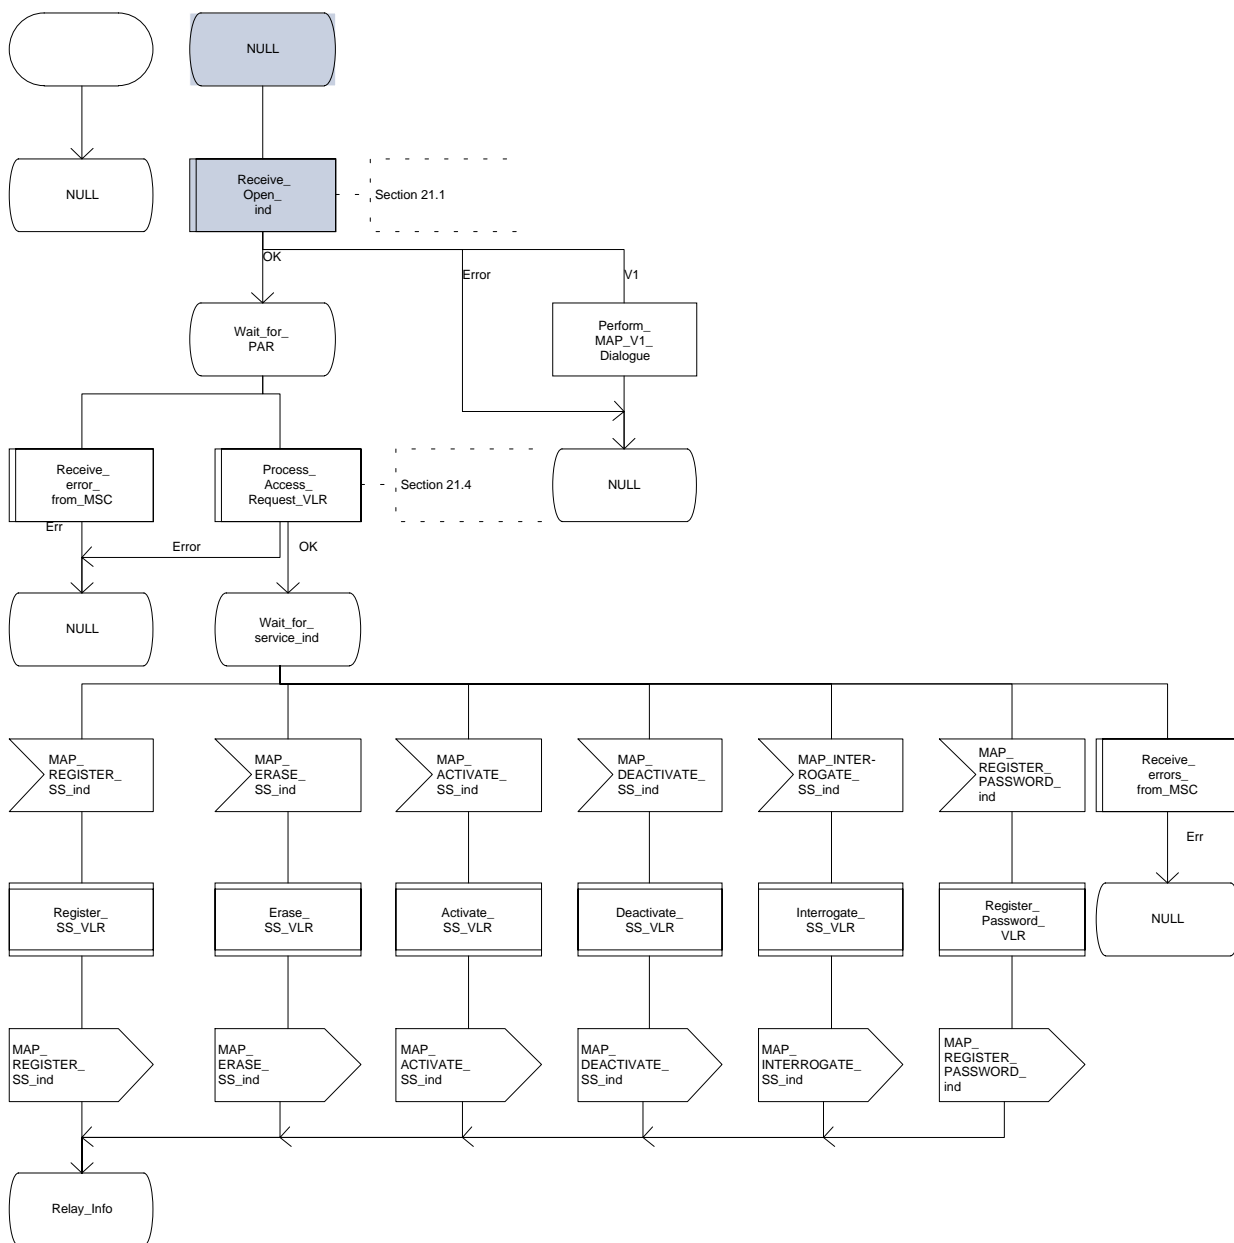 NULL
NULL
Receive_
Open_
ind
Section 21.1
OK
Error
V1
Wait_for_
PAR
Perform_
MAP_V1_
Dialogue
Receive_
error_
from_MSC
Process_
Access_
Request_VLR
Section 21.4
NULL
Err
Error
OK
NULL
Wait_for_
service_ind
MAP_
REGISTER_
SS_ind
MAP_
ERASE_
SS_ind
MAP_
ACTIVATE_
SS_ind
MAP_
DEACTIVATE_
SS_ind
MAP_INTER-
ROGATE_
SS_ind
MAP_
REGISTER_
PASSWORD_
ind
Receive_
errors_
from_MSC
Err
Register_
SS_VLR
Erase_
SS_VLR
Activate_
SS_VLR
Deactivate_
SS_VLR
Interrogate_
SS_VLR
Register_
Password_
VLR
NULL
MAP_
REGISTER_
SS_ind
MAP_
ERASE_
SS_ind
MAP_
ACTIVATE_
SS_ind
MAP_
DEACTIVATE_
SS_ind
MAP_
INTERROGATE_
SS_ind
MAP_
REGISTER_
PASSWORD_
ind
Relay_Info